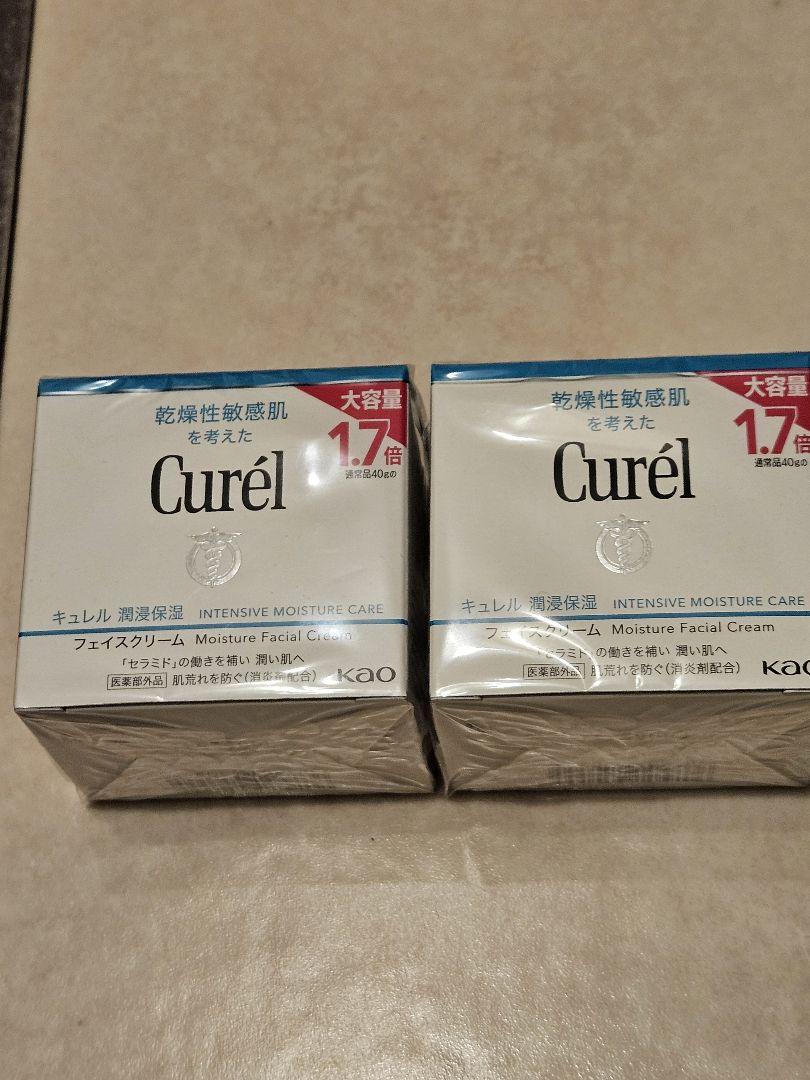 乾燥性敏感肌
を考えた
Curél
大容量
1.7倍
通常品40gの
キュレル 潤浸保湿 INTENSIVE MOISTURE CARE
フェイスクリーム Moisture Facial Cream
「セラミド」の働きを補い 潤い肌へ
医薬部外品 肌荒れを防ぐ(消炎剤配合)
Kao
乾燥性敏感肌
を考えた
Curél
大容量
1.7倍
通常品40gの
キュレル 潤浸保湿 INTENSIVE MOISTURE CARE
フェイスクリーム Moisture Facial Cream
「セラミド」の働きを補い 潤い肌へ
医薬部外品 肌荒れを防ぐ(消炎剤配合)
Kao